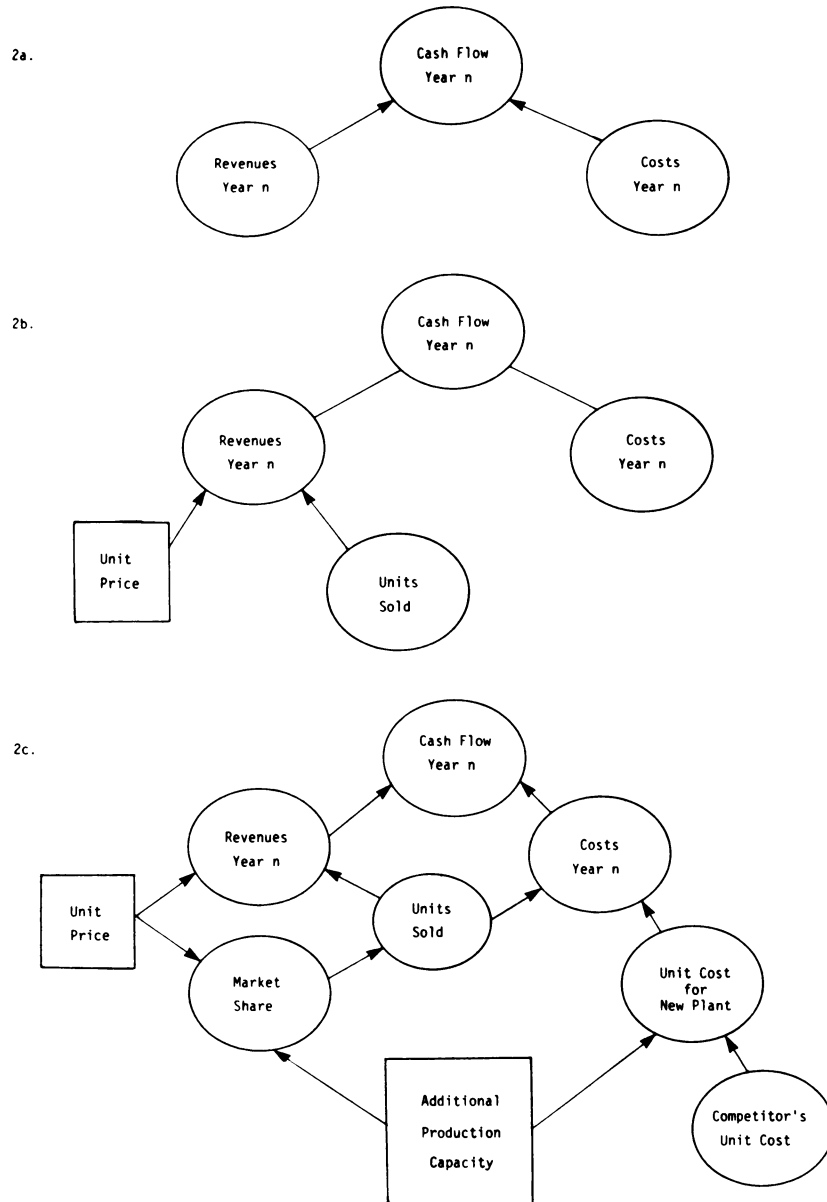 2a.
Cash Flow
Year n
Revenues
Year n
Costs
Year n
2b.
Cash Flow
Year n
Revenues
Year n
Costs
Year n
Unit
Price
Units
Sold
2c.
Cash Flow
Year n
Revenues
Year n
Costs
Year n
Unit
Price
Units
Sold
Market
Share
Unit Cost
for
New Plant
Additional
Production
Capacity
Competitor's
Unit Cost